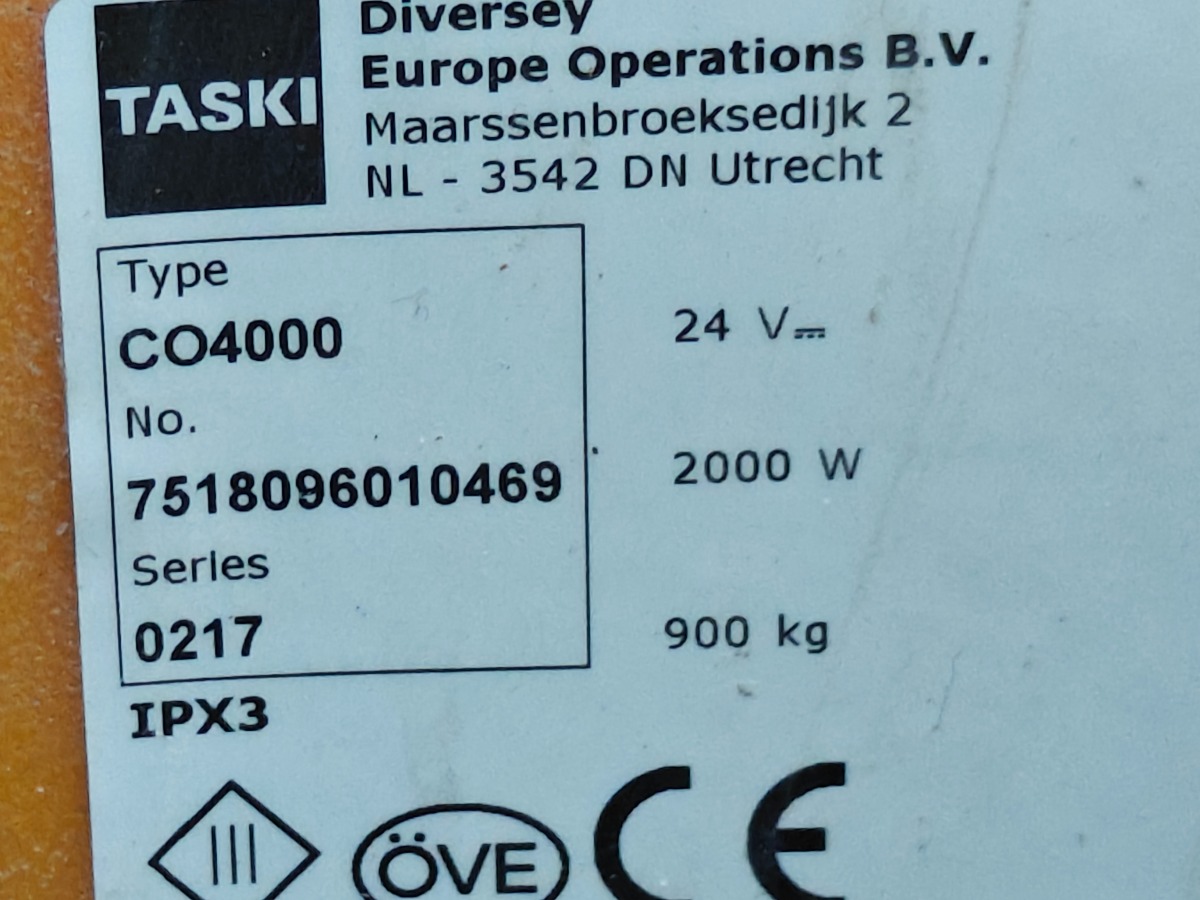 TASKI
Diversey
Europe Operations B.V.
Maarssenbroeksedijk 2
NL - 3542 DN Utrecht
Type
CO4000
No.
7518096010469
Series
0217
24 V⎓
2000 W
900 kg
IPX3
III
ÖVE
CE